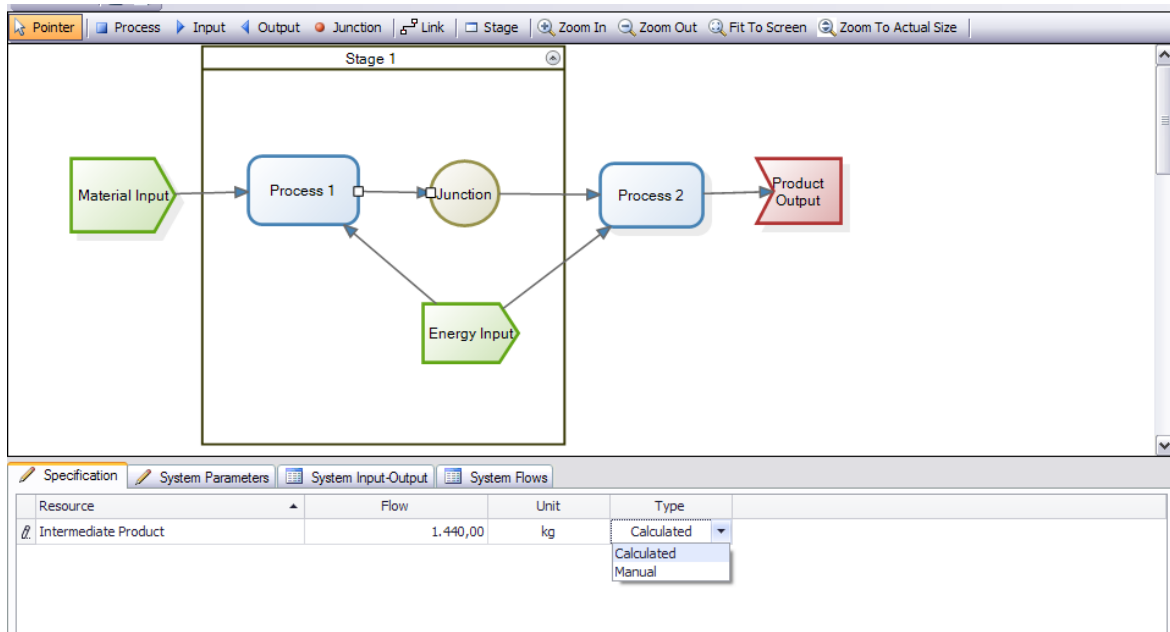 Pointer Process Input Output Junction Link Stage Zoom In Zoom Out Fit To Screen Zoom To Actual Size
Stage 1
Material Input
Process 1
Junction
Process 2
Product
Output
Energy Input
Specification System Parameters System Input-Output System Flows
Resource Flow Unit Type
Intermediate Product 1.440,00 kg Calculated
Calculated
Manual